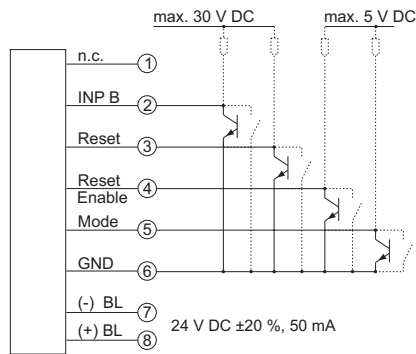 max. 30 V DC
max. 5 V DC
n.c.
1
INP B
2
Reset
3
Reset
Enable
4
Mode
5
GND
6
(-) BL
7
24 V DC ±20 %, 50 mA
(+) BL
8